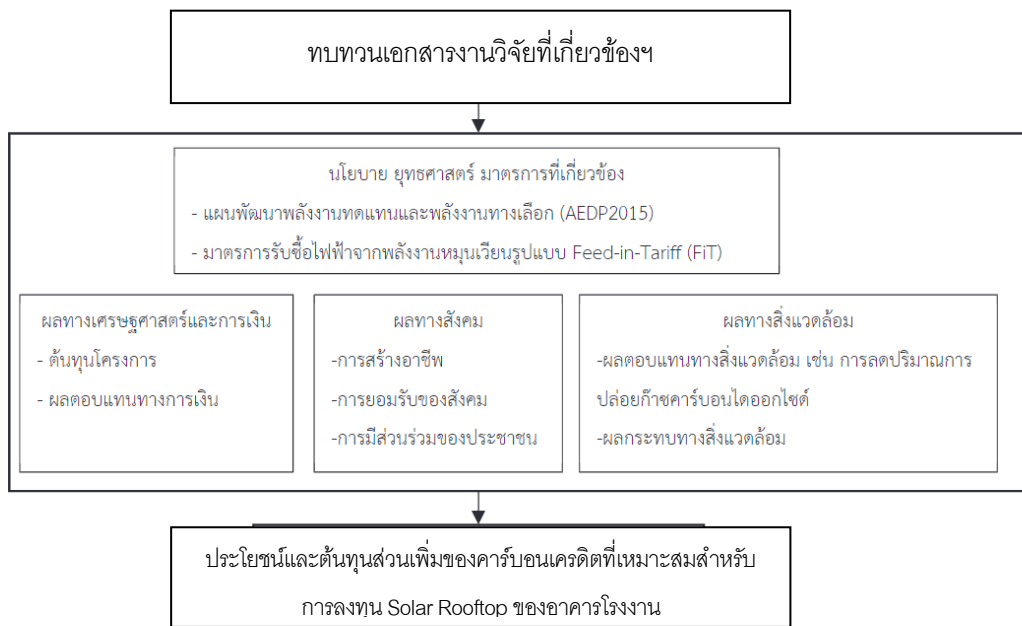 ทบทวนเอกสารงานวิจัยที่เกี่ยวข้องฯ
นโยบาย ยุทธศาสตร์ มาตรการที่เกี่ยวข้อง
- แผนพัฒนาพลังงานทดแทนและพลังงานทางเลือก (AEDP2015)
- มาตรการรับซื้อไฟฟ้าจากพลังงานหมุนเวียนรูปแบบ Feed-in-Tariff (FiT)
ผลทางเศรษฐศาสตร์และการเงิน
- ต้นทุนโครงการ
- ผลตอบแทนทางการเงิน
ผลทางสังคม
-การสร้างอาชีพ
-การยอมรับของสังคม
-การมีส่วนร่วมของประชาชน
ผลทางสิ่งแวดล้อม
-ผลตอบแทนทางสิ่งแวดล้อม เช่น การลดปริมาณการ
ปล่อยก๊าซคาร์บอนไดออกไซด์
-ผลกระทบทางสิ่งแวดล้อม
ประโยชน์และต้นทุนส่วนเพิ่มของคาร์บอนเครดิตที่เหมาะสมสำหรับ
การลงทุน Solar Rooftop ของอาคารโรงงาน